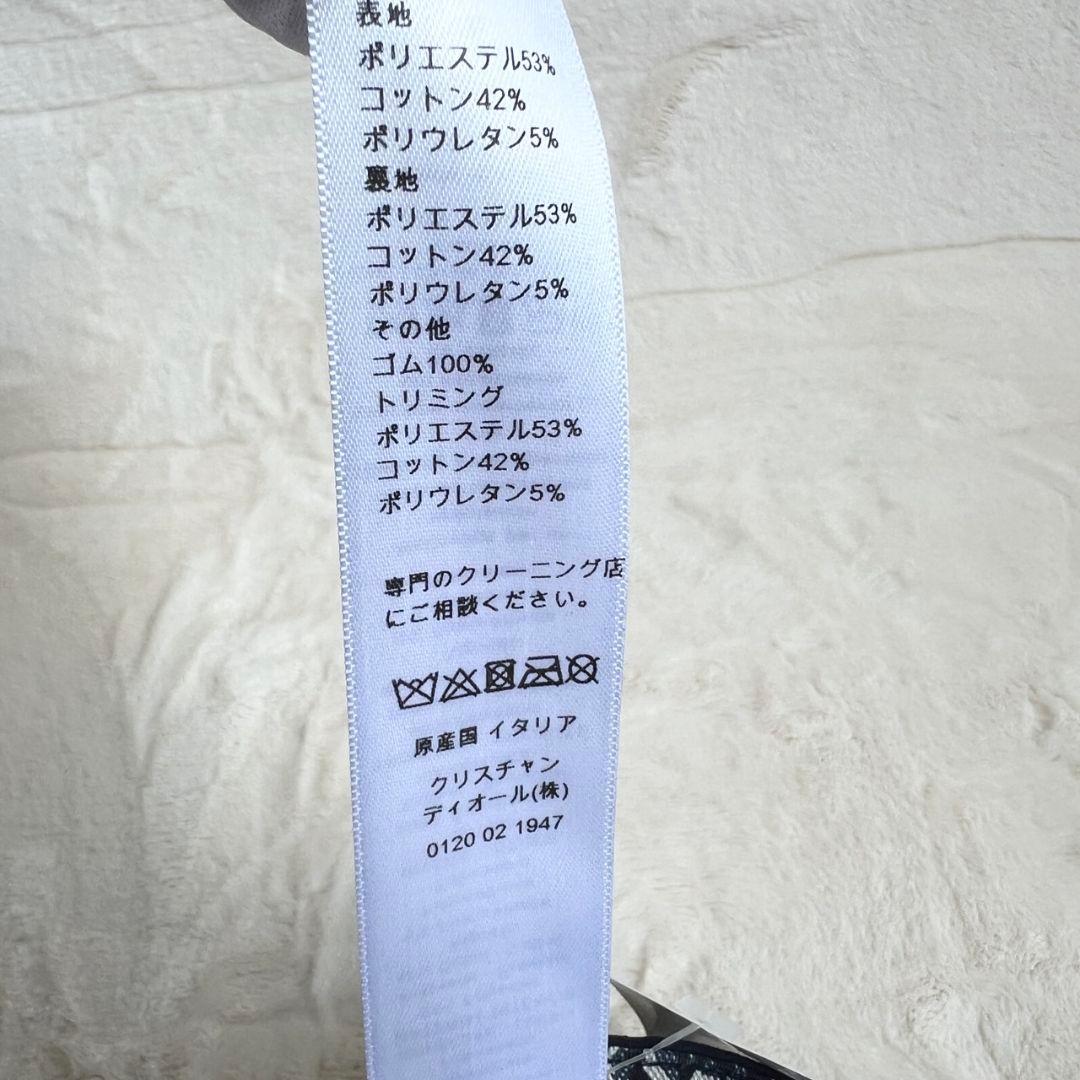 表地
ポリエステル53%
コットン42%
ポリウレタン5%
裏地
ポリエステル53%
コットン42%
ポリウレタン5%
その他
ゴム100%
トリミング
ポリエステル53%
コットン42%
ポリウレタン5%
専門のクリーニング店
にご相談ください。
原産国 イタリア
クリスチャン
ディオール(株)
0120 02 1947